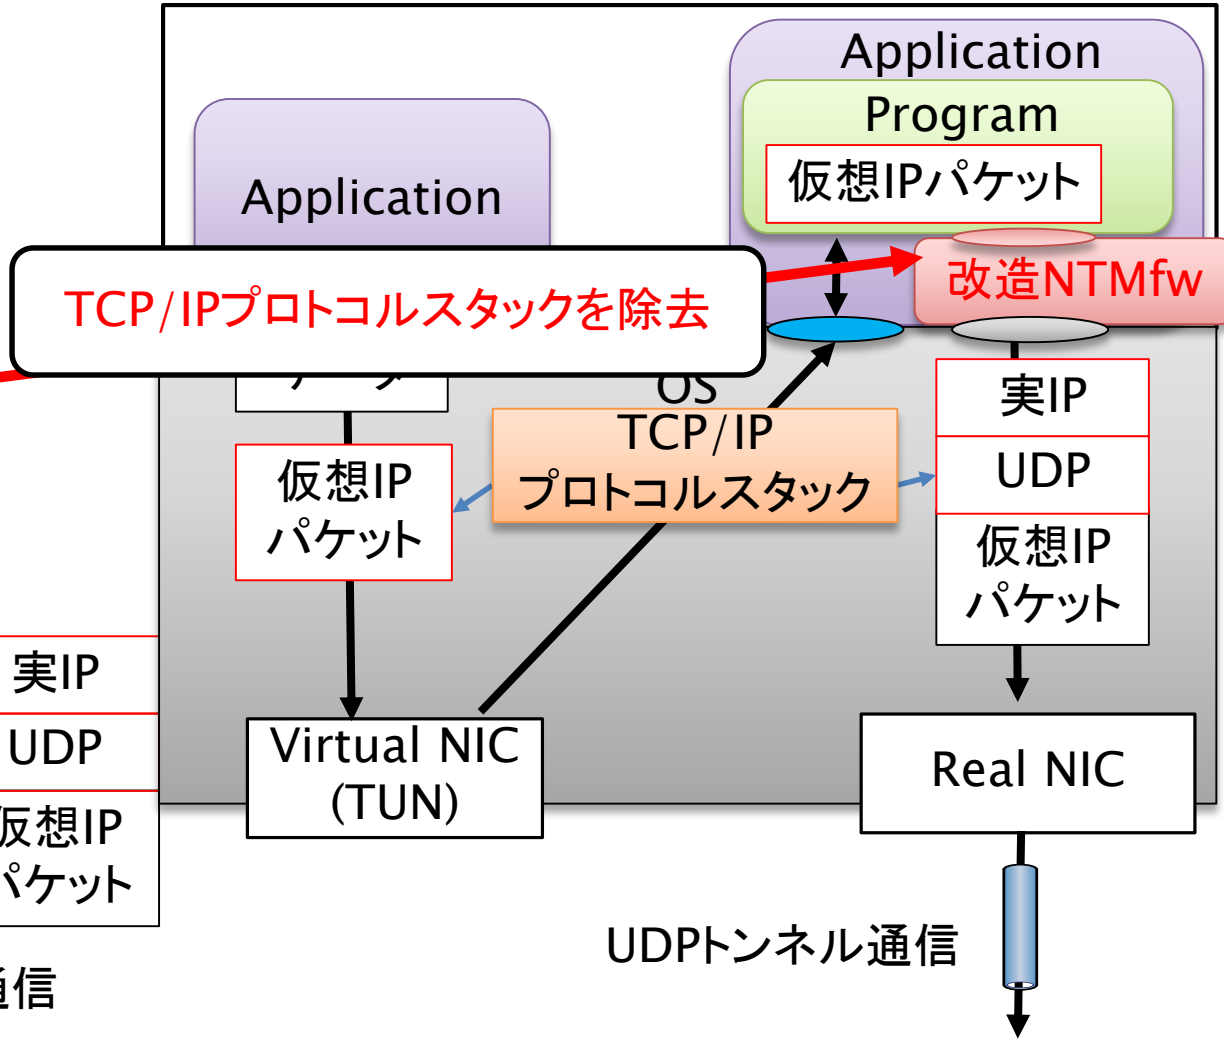 Application
Program
仮想IPパケット
Application
改造NTMfw
TCP/IPプロトコルスタックを除去
OS
TCP/IP
プロトコルスタック
仮想IP
パケット
実IP
UDP
仮想IP
パケット
Virtual NIC
(TUN)
Real NIC
実IP
UDP
仮想IP
パケット
UDPトンネル通信
通信